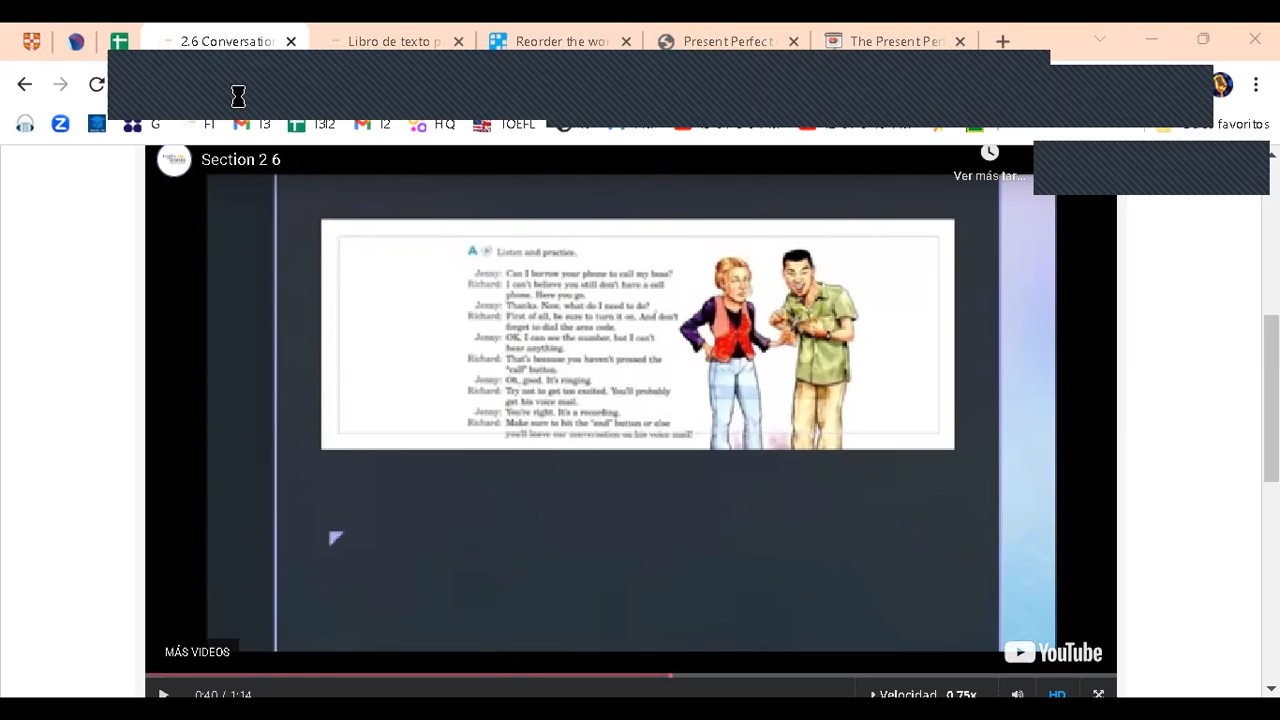 2.6 Conversation
Libro de texto p
Reorder the wor
Present Perfect
The Present Per
G
FT
T3
T3T2
T2
HQ
TOEFL
favoritos
Section 2 6
Ver más tar...
A Listen and practice.
Jenny: Can I borrow your phone to call my boss?
Richard: I can't believe you still don't have a cell
phone. Here you go.
Jenny: Thanks. Now, what do I need to do?
Richard: First of all, be sure to turn it on. And don't
forget to dial the area code.
Jenny: OK, I can see the number, but I can't
hear anything.
Richard: That's because you haven't pressed the
"call" button.
Jenny: Oh, good. It's ringing.
Richard: Try not to get too excited. You'll probably
get his voice mail.
Jenny: You're right. It's a recording.
Richard: Make sure to hit the "end" button or else
you'll leave our conversation on his voice mail!
MÁS VIDEOS
YouTube
0:40 / 1:14
Velocidad 0.75x
HD